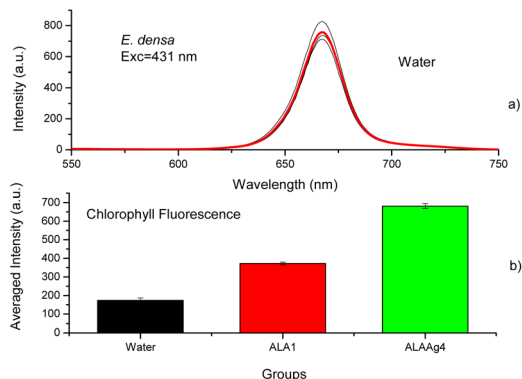 800
600
400
200
0
Intensity (a.u.)
E. densa
Exc=431 nm
Water
a)
550
600
650
700
750
Wavelength (nm)
700
600
500
400
300
200
100
0
Averaged Intensity (a.u.)
Chlorophyll Fluorescence
b)
Water
ALA1
ALAAg4
Groups